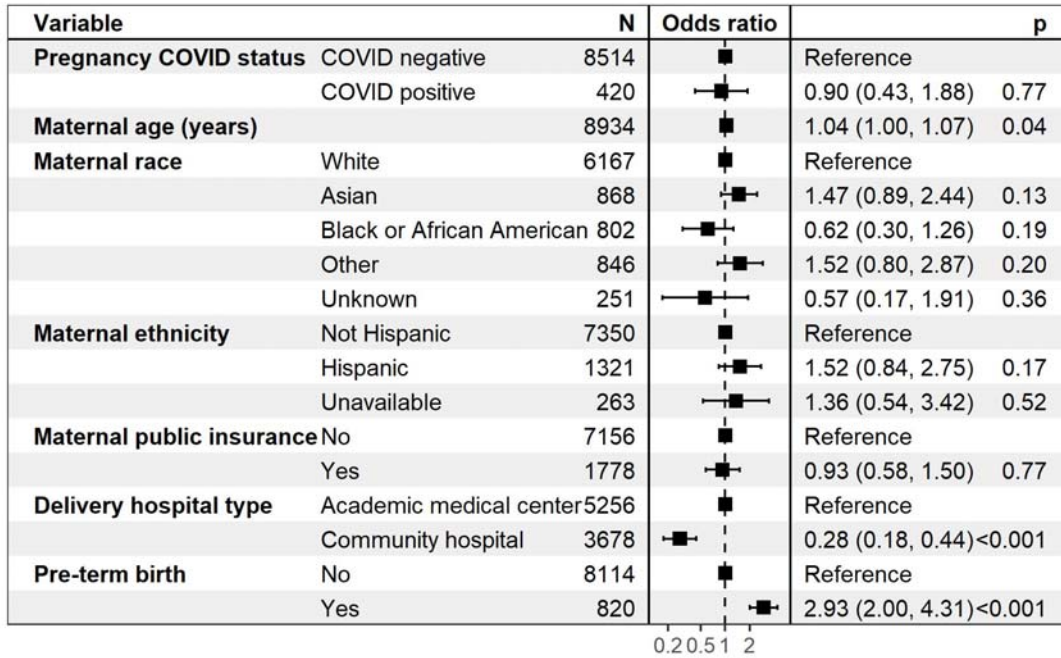 Variable N Odds ratio p
Pregnancy COVID status COVID negative 8514 Reference
COVID positive 420 0.90 (0.43, 1.88) 0.77
Maternal age (years) 8934 1.04 (1.00, 1.07) 0.04
Maternal race White 6167 Reference
Asian 868 1.47 (0.89, 2.44) 0.13
Black or African American 802 0.62 (0.30, 1.26) 0.19
Other 846 1.52 (0.80, 2.87) 0.20
Unknown 251 0.57 (0.17, 1.91) 0.36
Maternal ethnicity Not Hispanic 7350 Reference
Hispanic 1321 1.52 (0.84, 2.75) 0.17
Unavailable 263 1.36 (0.54, 3.42) 0.52
Maternal public insurance No 7156 Reference
Yes 1778 0.93 (0.58, 1.50) 0.77
Delivery hospital type Academic medical center 5256 Reference
Community hospital 3678 0.28 (0.18, 0.44) <0.001
Pre-term birth No 8114 Reference
Yes 820 2.93 (2.00, 4.31) <0.001
0.2 0.5 1 2